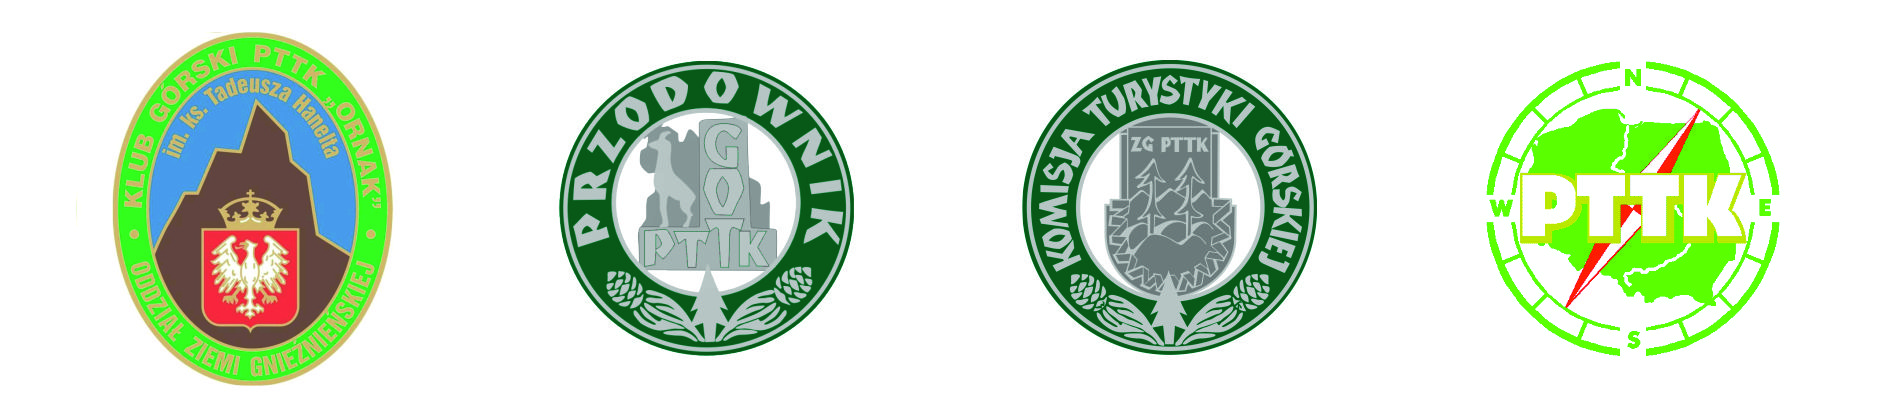 KLUB GÓRSKI PTTK „ORNAK”
im. ks. Tadeusza Hanelta
ODDZIAŁ ZIEMI GNIEŹNIEŃSKIEJ
PRZODOWNIK
GOT
PTTK
KOMISJA TURYSTYKI GÓRSKIEJ
ZG PTTK
N
W
PTTK
E
S